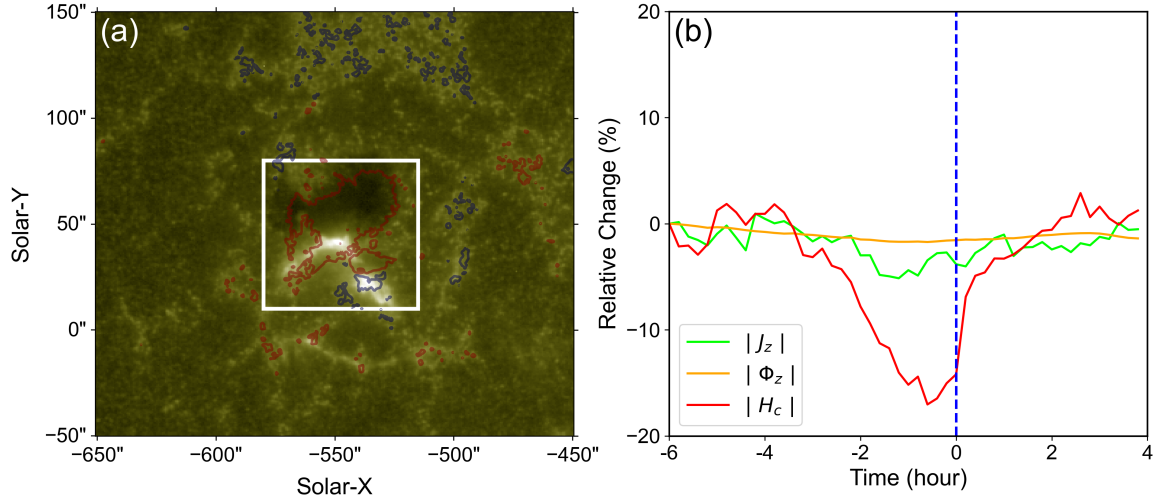 (a)
150"
100"
50"
0"
−50"
Solar-Y
−650"
−600"
−550"
−500"
−450"
Solar-X
(b)
20
10
0
−10
−20
Relative Change (%)
| J_z |
| Φ_z |
| H_c |
-6
-4
-2
0
2
4
Time (hour)